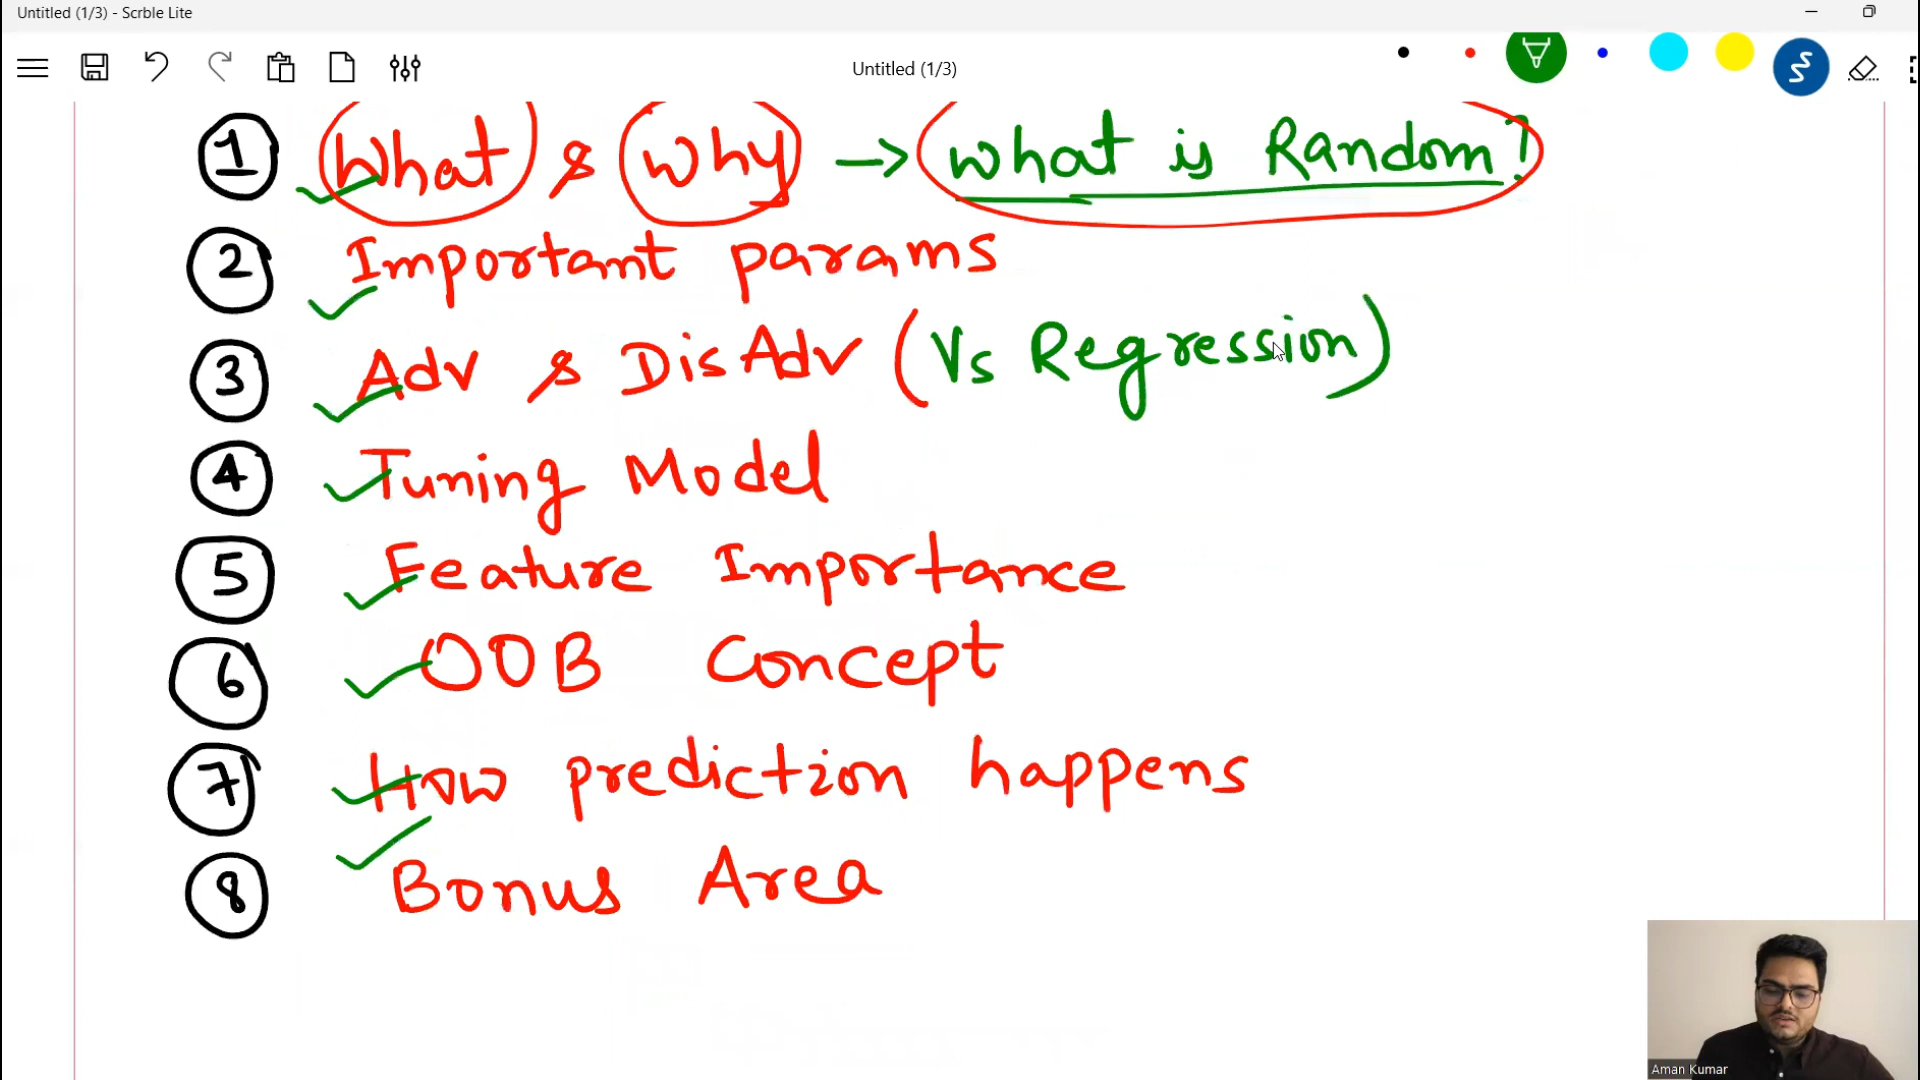 Untitled (1/3) - Scrble Lite
Untitled (1/3)
1 What & Why → What is Random?
2 Important params
3 Adv & DisAdv (Vs Regression)
4 Tuning Model
5 Feature Importance
6 OOB Concept
7 How prediction happens
8 Bonus Area
Aman Kumar